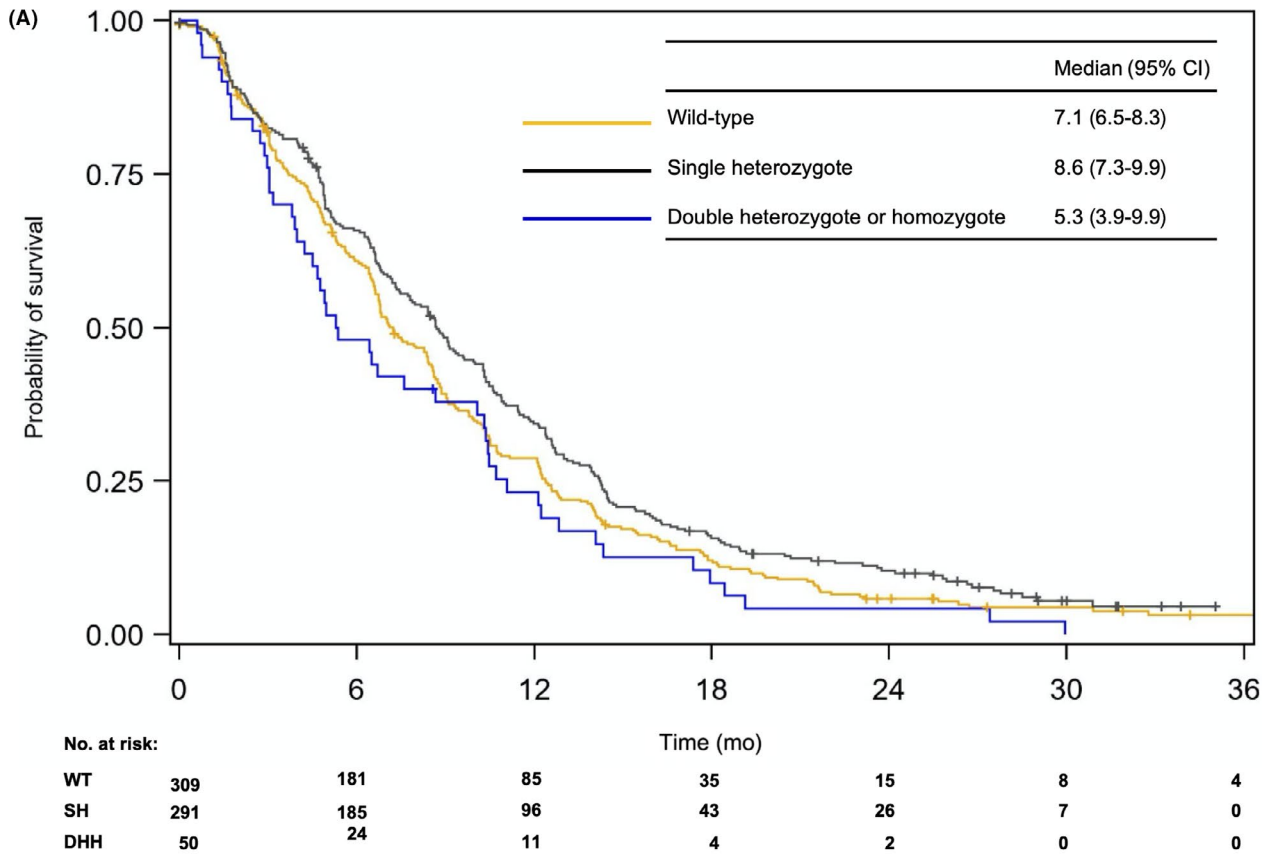 (A)
1.00
0.75
0.50
0.25
0.00
Probability of survival
Median (95% CI)
Wild-type 7.1 (6.5-8.3)
Single heterozygote 8.6 (7.3-9.9)
Double heterozygote or homozygote 5.3 (3.9-9.9)
0 6 12 18 24 30 36
Time (mo)
No. at risk:
WT 309 181 85 35 15 8 4
SH 291 185 96 43 26 7 0
DHH 50 24 11 4 2 0 0